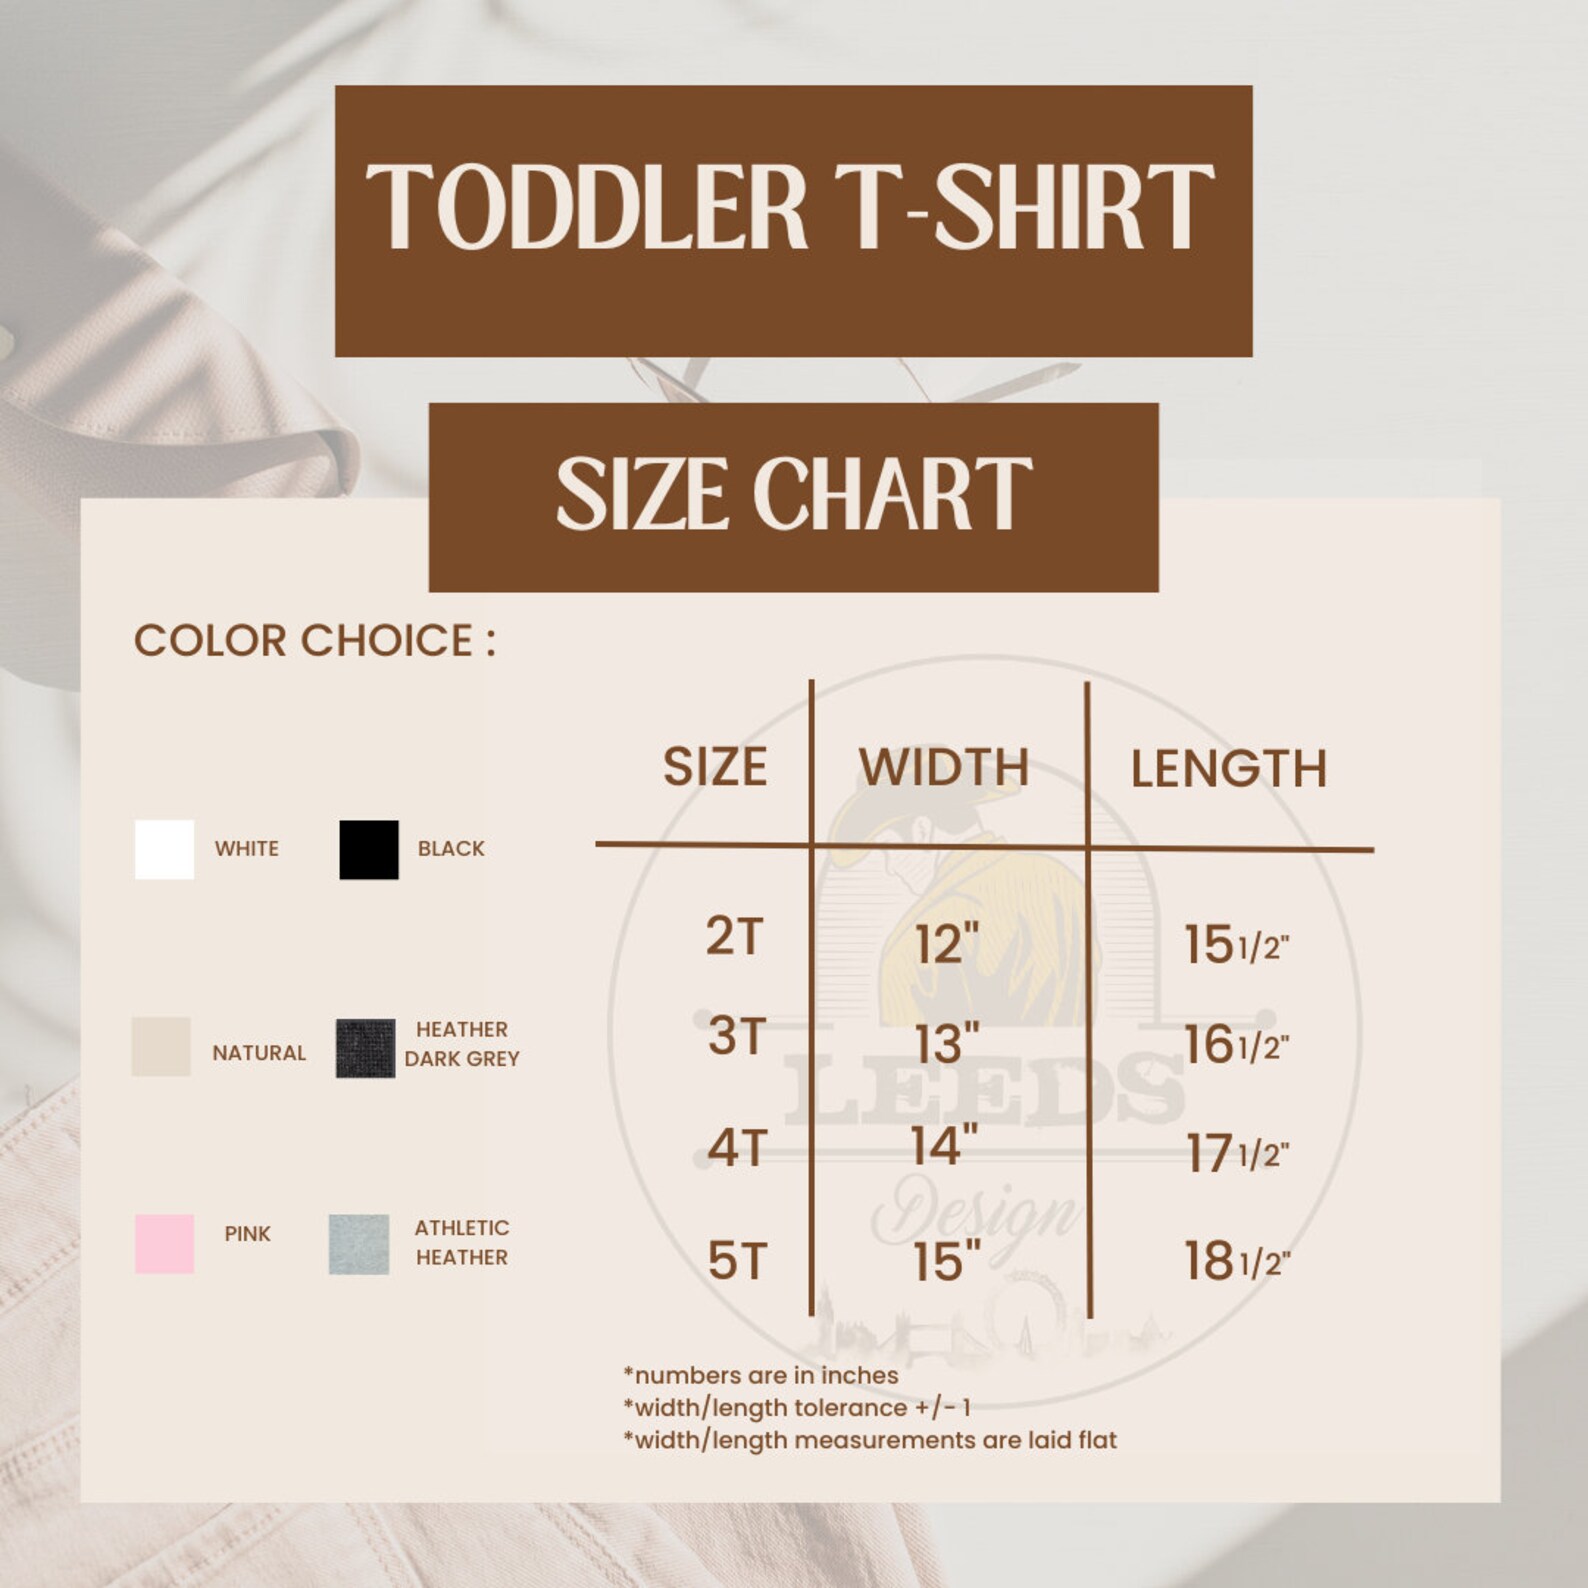 TODDLER T-SHIRT
SIZE CHART
COLOR CHOICE :
WHITE
BLACK
NATURAL
HEATHER
DARK GREY
PINK
ATHLETIC
HEATHER
SIZE WIDTH LENGTH
2T 12" 15 1/2"
3T 13" 16 1/2"
4T 14" 17 1/2"
5T 15" 18 1/2"
LEEDS
Design
*numbers are in inches
*width/length tolerance +/- 1
*width/length measurements are laid flat